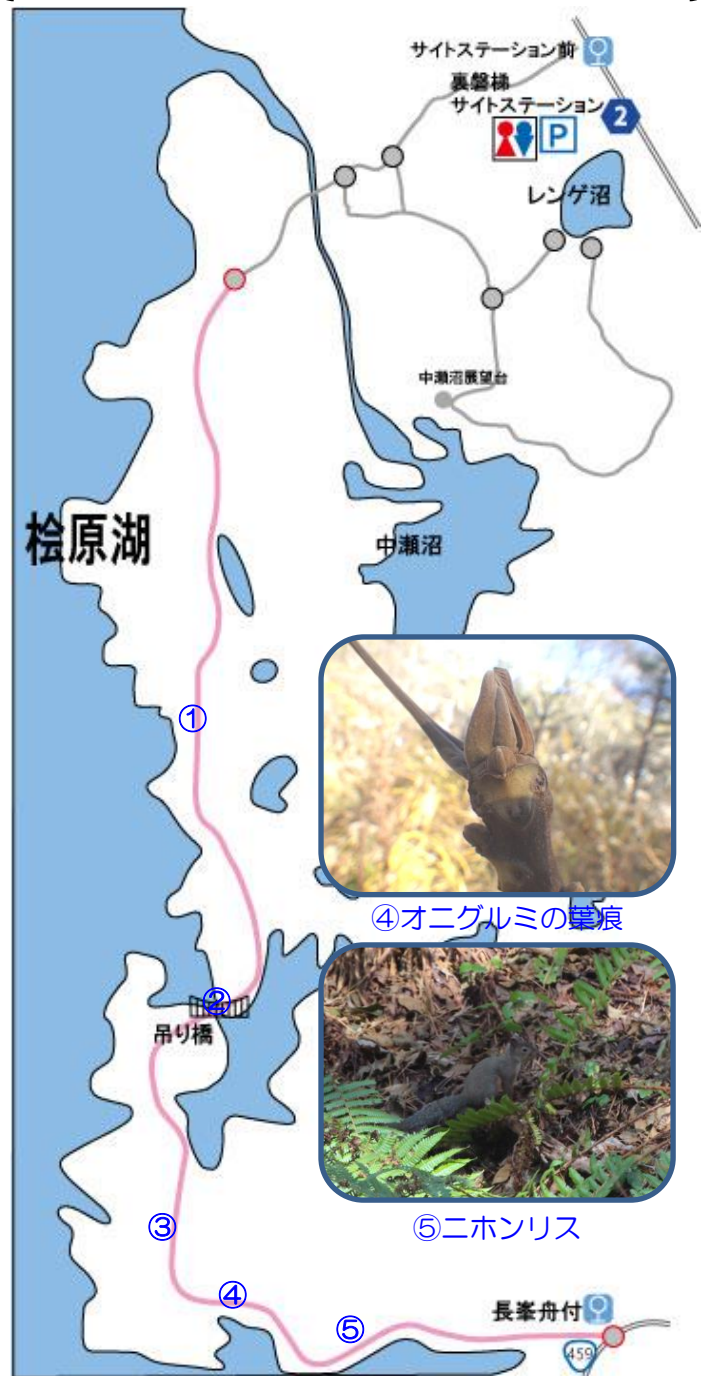 サイトステーション前
裏磐梯
サイトステーション
2
P
レンゲ沼
中瀬沼展望台
桧原湖
中瀬沼
①
④オニグルミの葉痕
②
吊り橋
⑤ニホンリス
③
④
⑤
長峯舟付
459